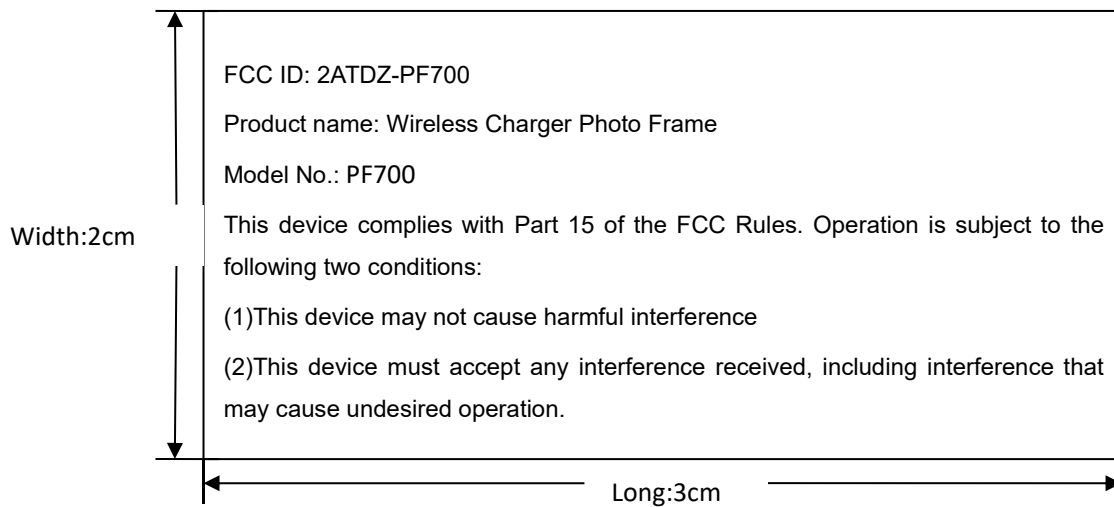 FCC ID: 2ATDZ-PF700
Product name: Wireless Charger Photo Frame
Model No.: PF700
Width:2cm
This device complies with Part 15 of the FCC Rules. Operation is subject to the
following two conditions:
(1)This device may not cause harmful interference
(2)This device must accept any interference received, including interference that
may cause undesired operation.
Long:3cm